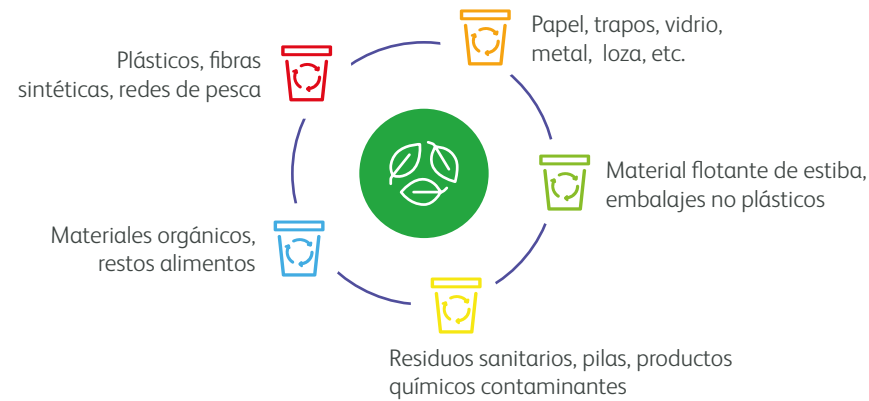 Plásticos, fibras
sintéticas, redes de pesca
Papel, trapos, vidrio,
metal, loza, etc.
Material flotante de estiba,
embalajes no plásticos
Materiales orgánicos,
restos alimentos
Residuos sanitarios, pilas, productos
químicos contaminantes